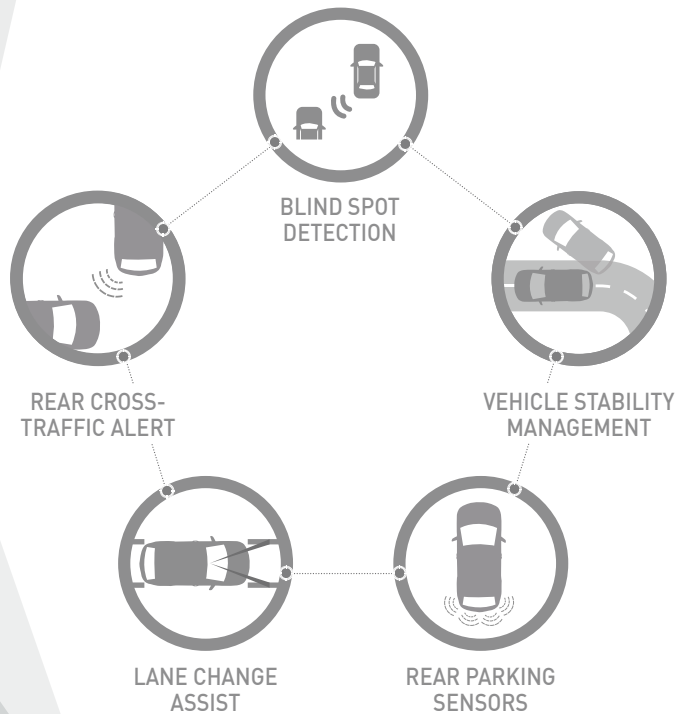 BLIND SPOT
DETECTION
REAR CROSS-
TRAFFIC ALERT
VEHICLE STABILITY
MANAGEMENT
LANE CHANGE
ASSIST
REAR PARKING
SENSORS